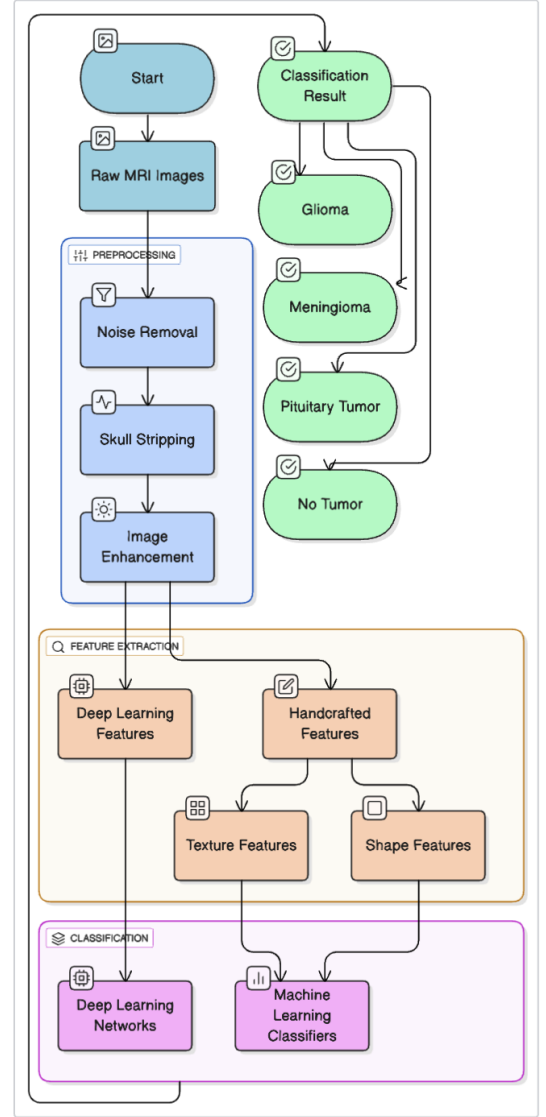 Start
Raw MRI Images
PREPROCESSING
Noise Removal
Skull Stripping
Image
Enhancement
Classification
Result
Glioma
Meningioma
Pituitary Tumor
No Tumor
FEATURE EXTRACTION
Deep Learning
Features
Handcrafted
Features
Texture Features
Shape Features
CLASSIFICATION
Deep Learning
Networks
Machine
Learning
Classifiers